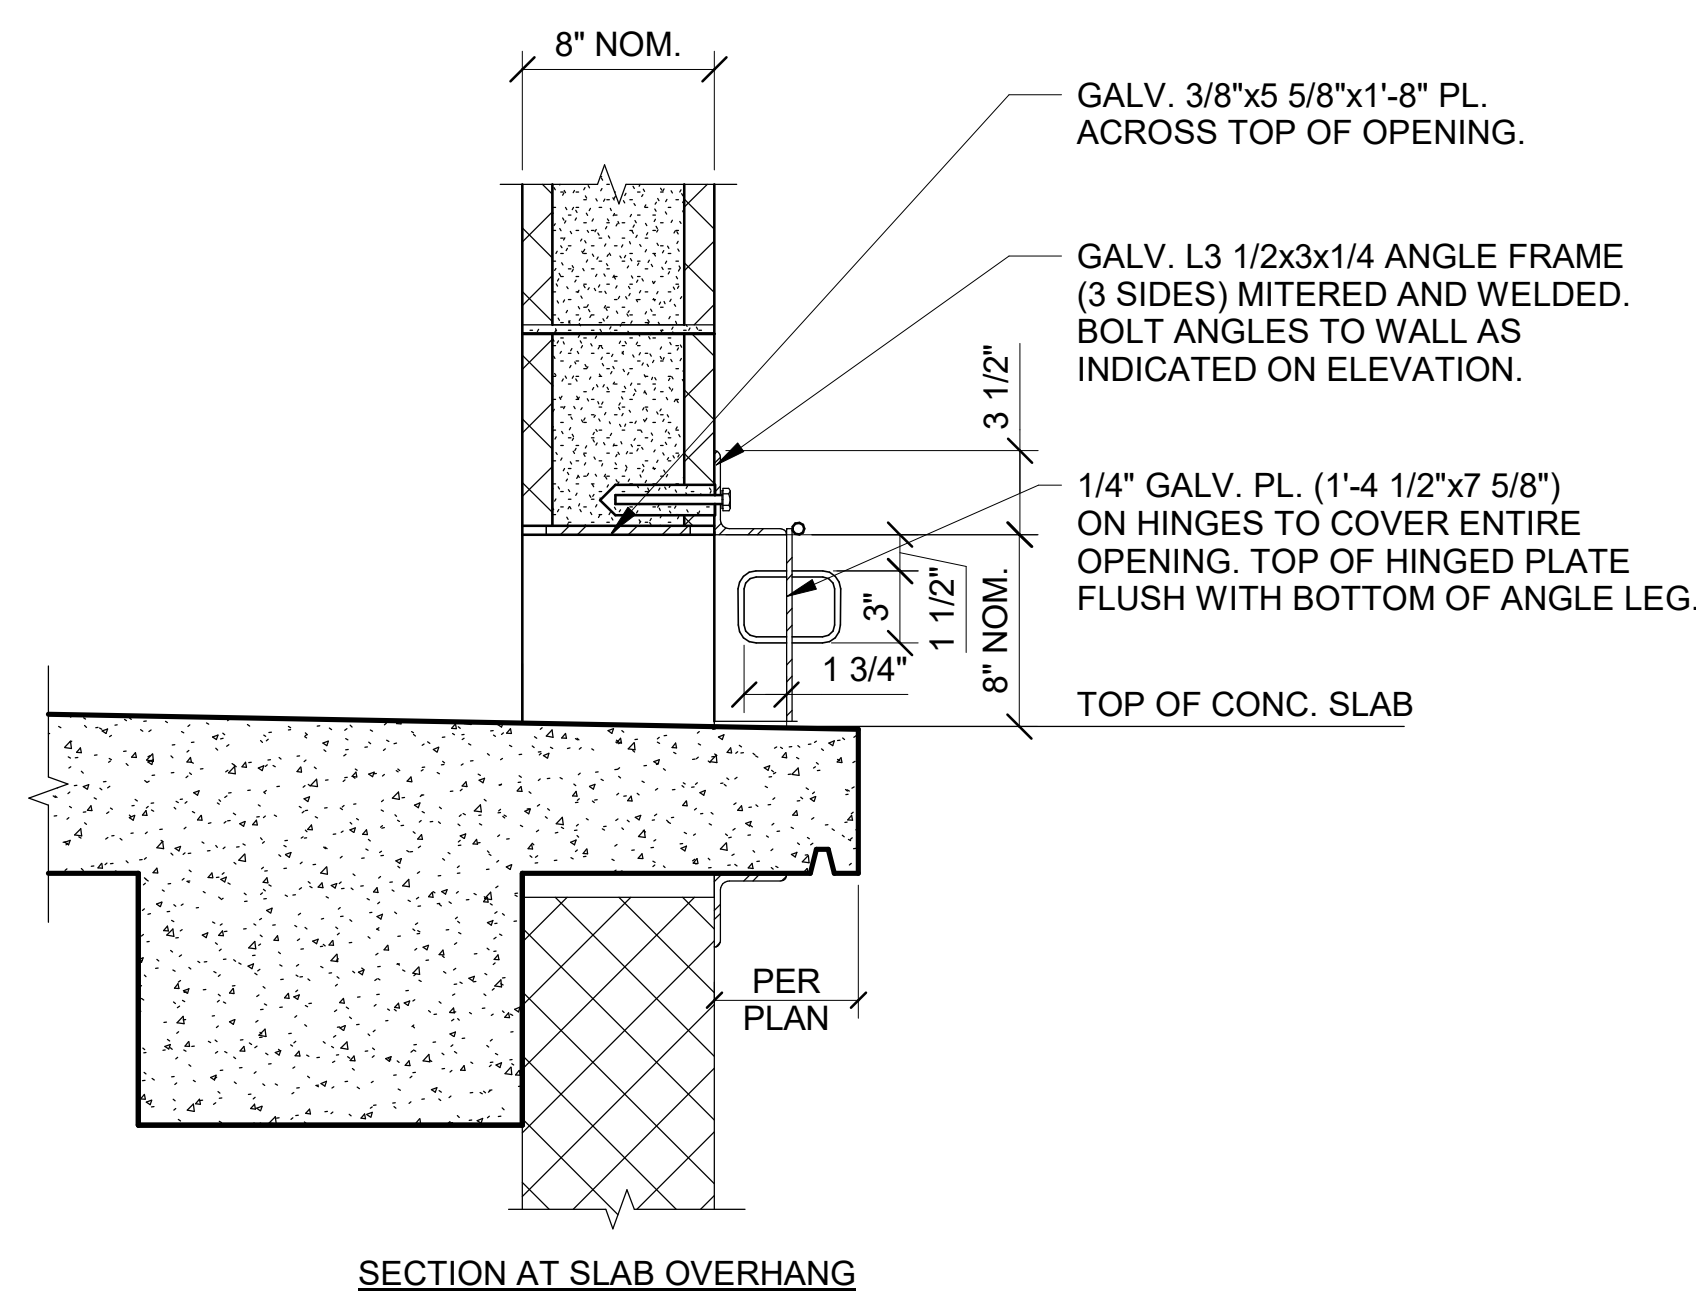 8" NOM.
GALV. 3/8"x5 5/8"x1'-8" PL.
ACROSS TOP OF OPENING.
GALV. L3 1/2x3x1/4 ANGLE FRAME
(3 SIDES) MITERED AND WELDED.
BOLT ANGLES TO WALL AS
INDICATED ON ELEVATION.
3 1/2"
1/4" GALV. PL. (1'-4 1/2"x7 5/8")
ON HINGES TO COVER ENTIRE
OPENING. TOP OF HINGED PLATE
FLUSH WITH BOTTOM OF ANGLE LEG.
3"
1 1/2"
8" NOM.
1 3/4"
TOP OF CONC. SLAB
PER
PLAN
SECTION AT SLAB OVERHANG